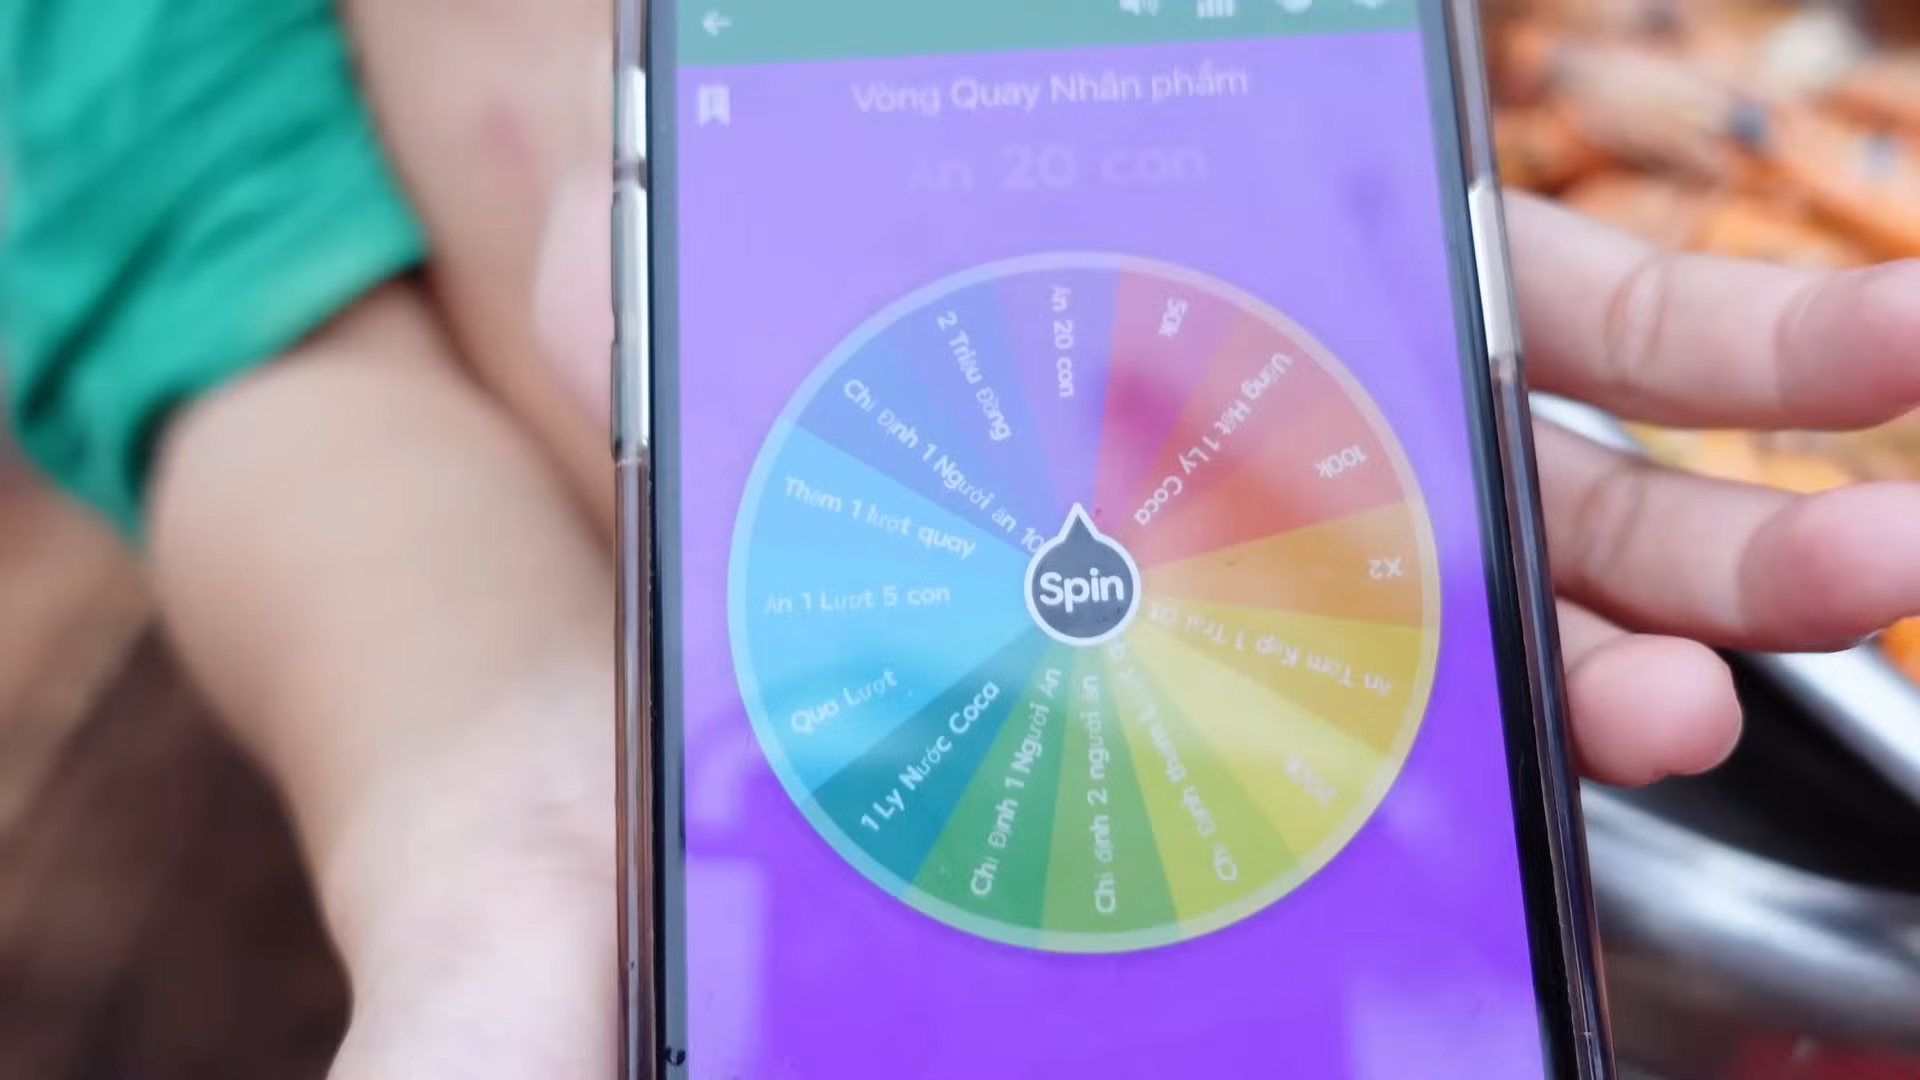 Vòng Quay Nhân phẩm
Ăn 20 con
Ăn 20 con
50k
Uống Hết 1 Ly Coca
100k
X2
Ăn Tôm Kẹp 1 Trái Ớt
Chỉ định 2 người ăn
Chỉ Định 1 Người Ăn
1 Ly Nước Coca
Qua Lượt
Ăn 1 Lượt 5 con
Thêm 1 lượt quay
Chỉ Định 1 Người ăn 10
2 Triệu Đồng
Spin